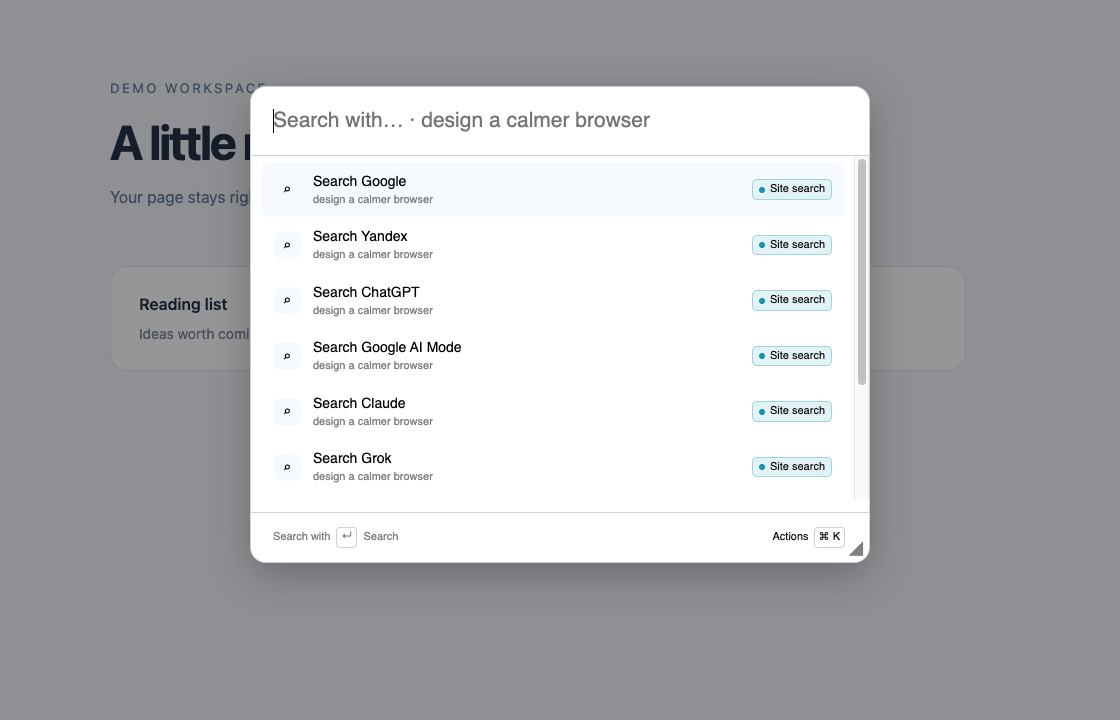 DEMO WORKSPACE
A little
Your page stays
Search with… · design a calmer browser
Search Google
design a calmer browser
Site search
Search Yandex
design a calmer browser
Site search
Search ChatGPT
design a calmer browser
Site search
Search Google AI Mode
design a calmer browser
Site search
Search Claude
design a calmer browser
Site search
Search Grok
design a calmer browser
Site search
Reading list
Ideas worth
Search with ↵ Search
Actions ⌘ K